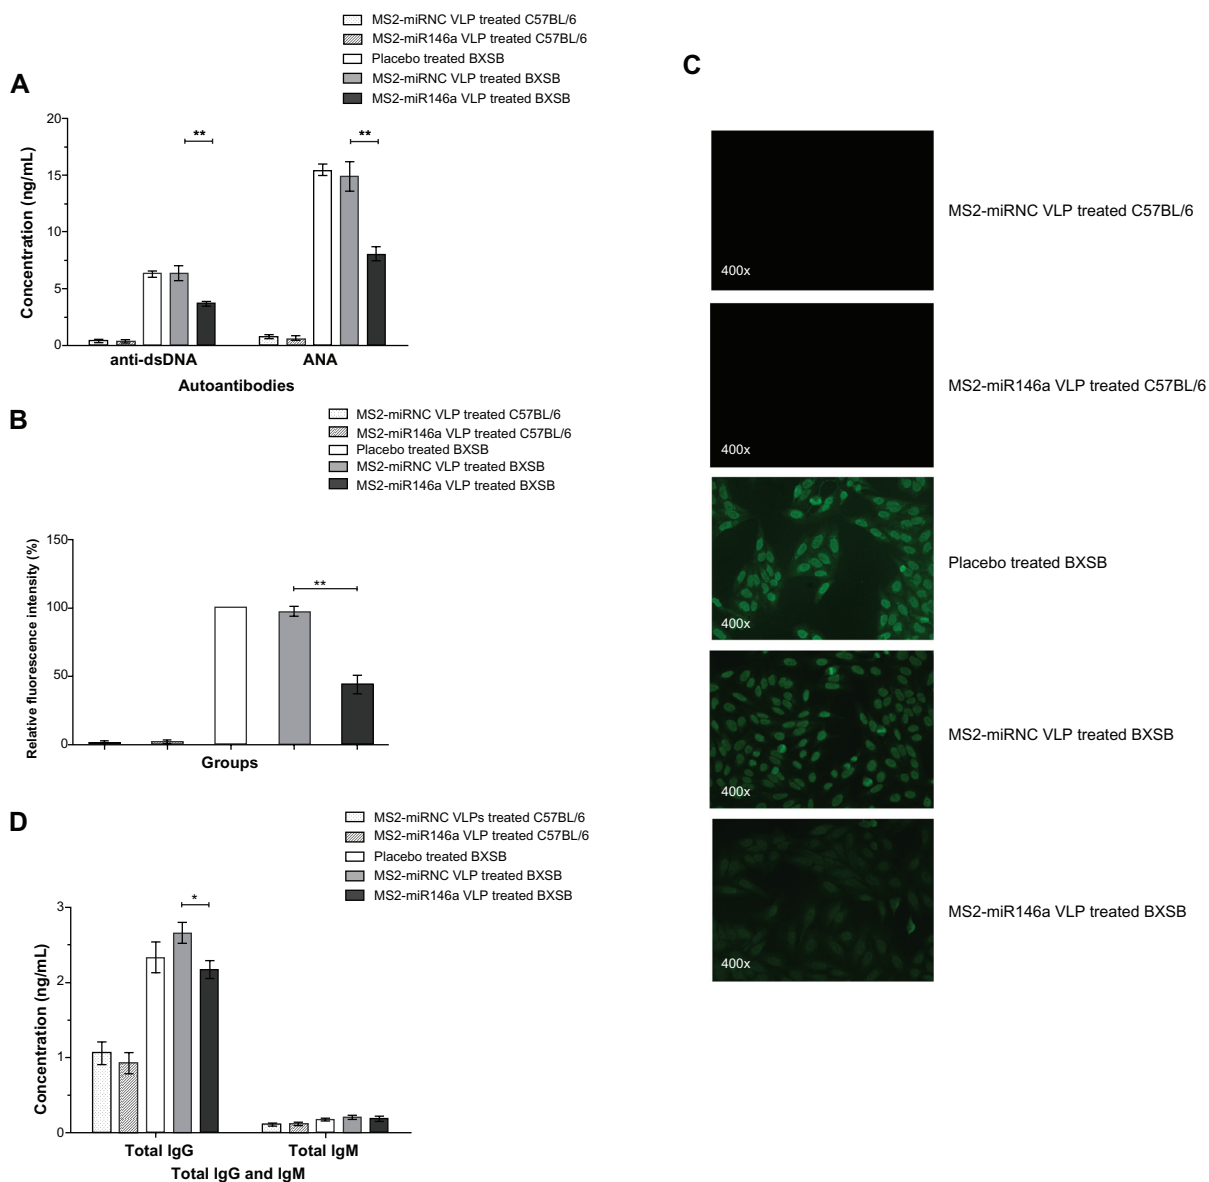 A
MS2-miRNC VLP treated C57BL/6
MS2-miR146a VLP treated C57BL/6
Placebo treated BXSB
MS2-miRNC VLP treated BXSB
MS2-miR146a VLP treated BXSB
20
15
10
5
0
Concentration (ng/mL)
**
**
anti-dsDNA
ANA
Autoantibodies
B
MS2-miRNC VLP treated C57BL/6
MS2-miR146a VLP treated C57BL/6
Placebo treated BXSB
MS2-miRNC VLP treated BXSB
MS2-miR146a VLP treated BXSB
150
100
50
0
Relative fluorescence intensity (%)
**
Groups
D
MS2-miRNC VLPs treated C57BL/6
MS2-miR146a VLP treated C57BL/6
Placebo treated BXSB
MS2-miRNC VLP treated BXSB
MS2-miR146a VLP treated BXSB
3
2
1
0
Concentration (ng/mL)
*
Total IgG
Total IgM
Total IgG and IgM
C
400x
MS2-miRNC VLP treated C57BL/6
400x
MS2-miR146a VLP treated C57BL/6
400x
Placebo treated BXSB
400x
MS2-miRNC VLP treated BXSB
400x
MS2-miR146a VLP treated BXSB